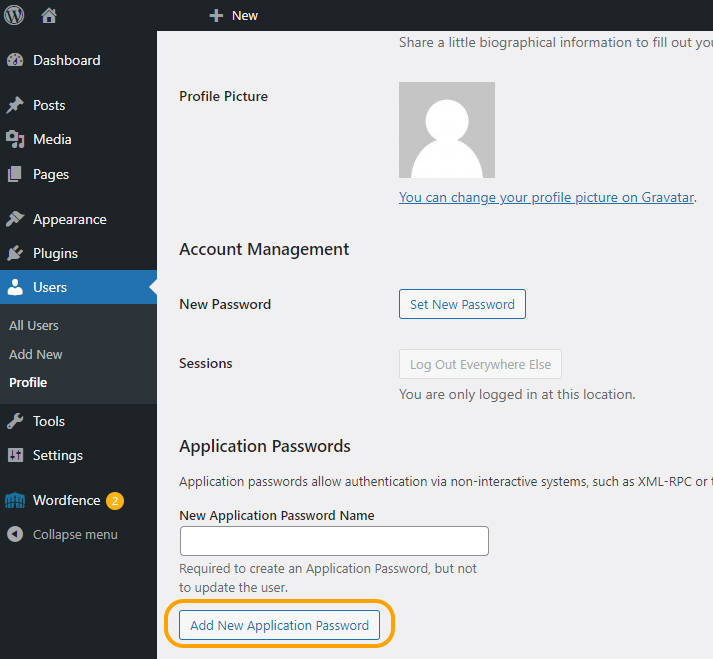 New
Dashboard
Posts
Media
Pages
Appearance
Plugins
Users
All Users
Add New
Profile
Tools
Settings
Wordfence 2
Collapse menu
Share a little biographical information to fill out you
Profile Picture
You can change your profile picture on Gravatar.
Account Management
New Password
Set New Password
Sessions
Log Out Everywhere Else
You are only logged in at this location.
Application Passwords
Application passwords allow authentication via non-interactive systems, such as XML-RPC or t
New Application Password Name
Required to create an Application Password, but not
to update the user.
Add New Application Password